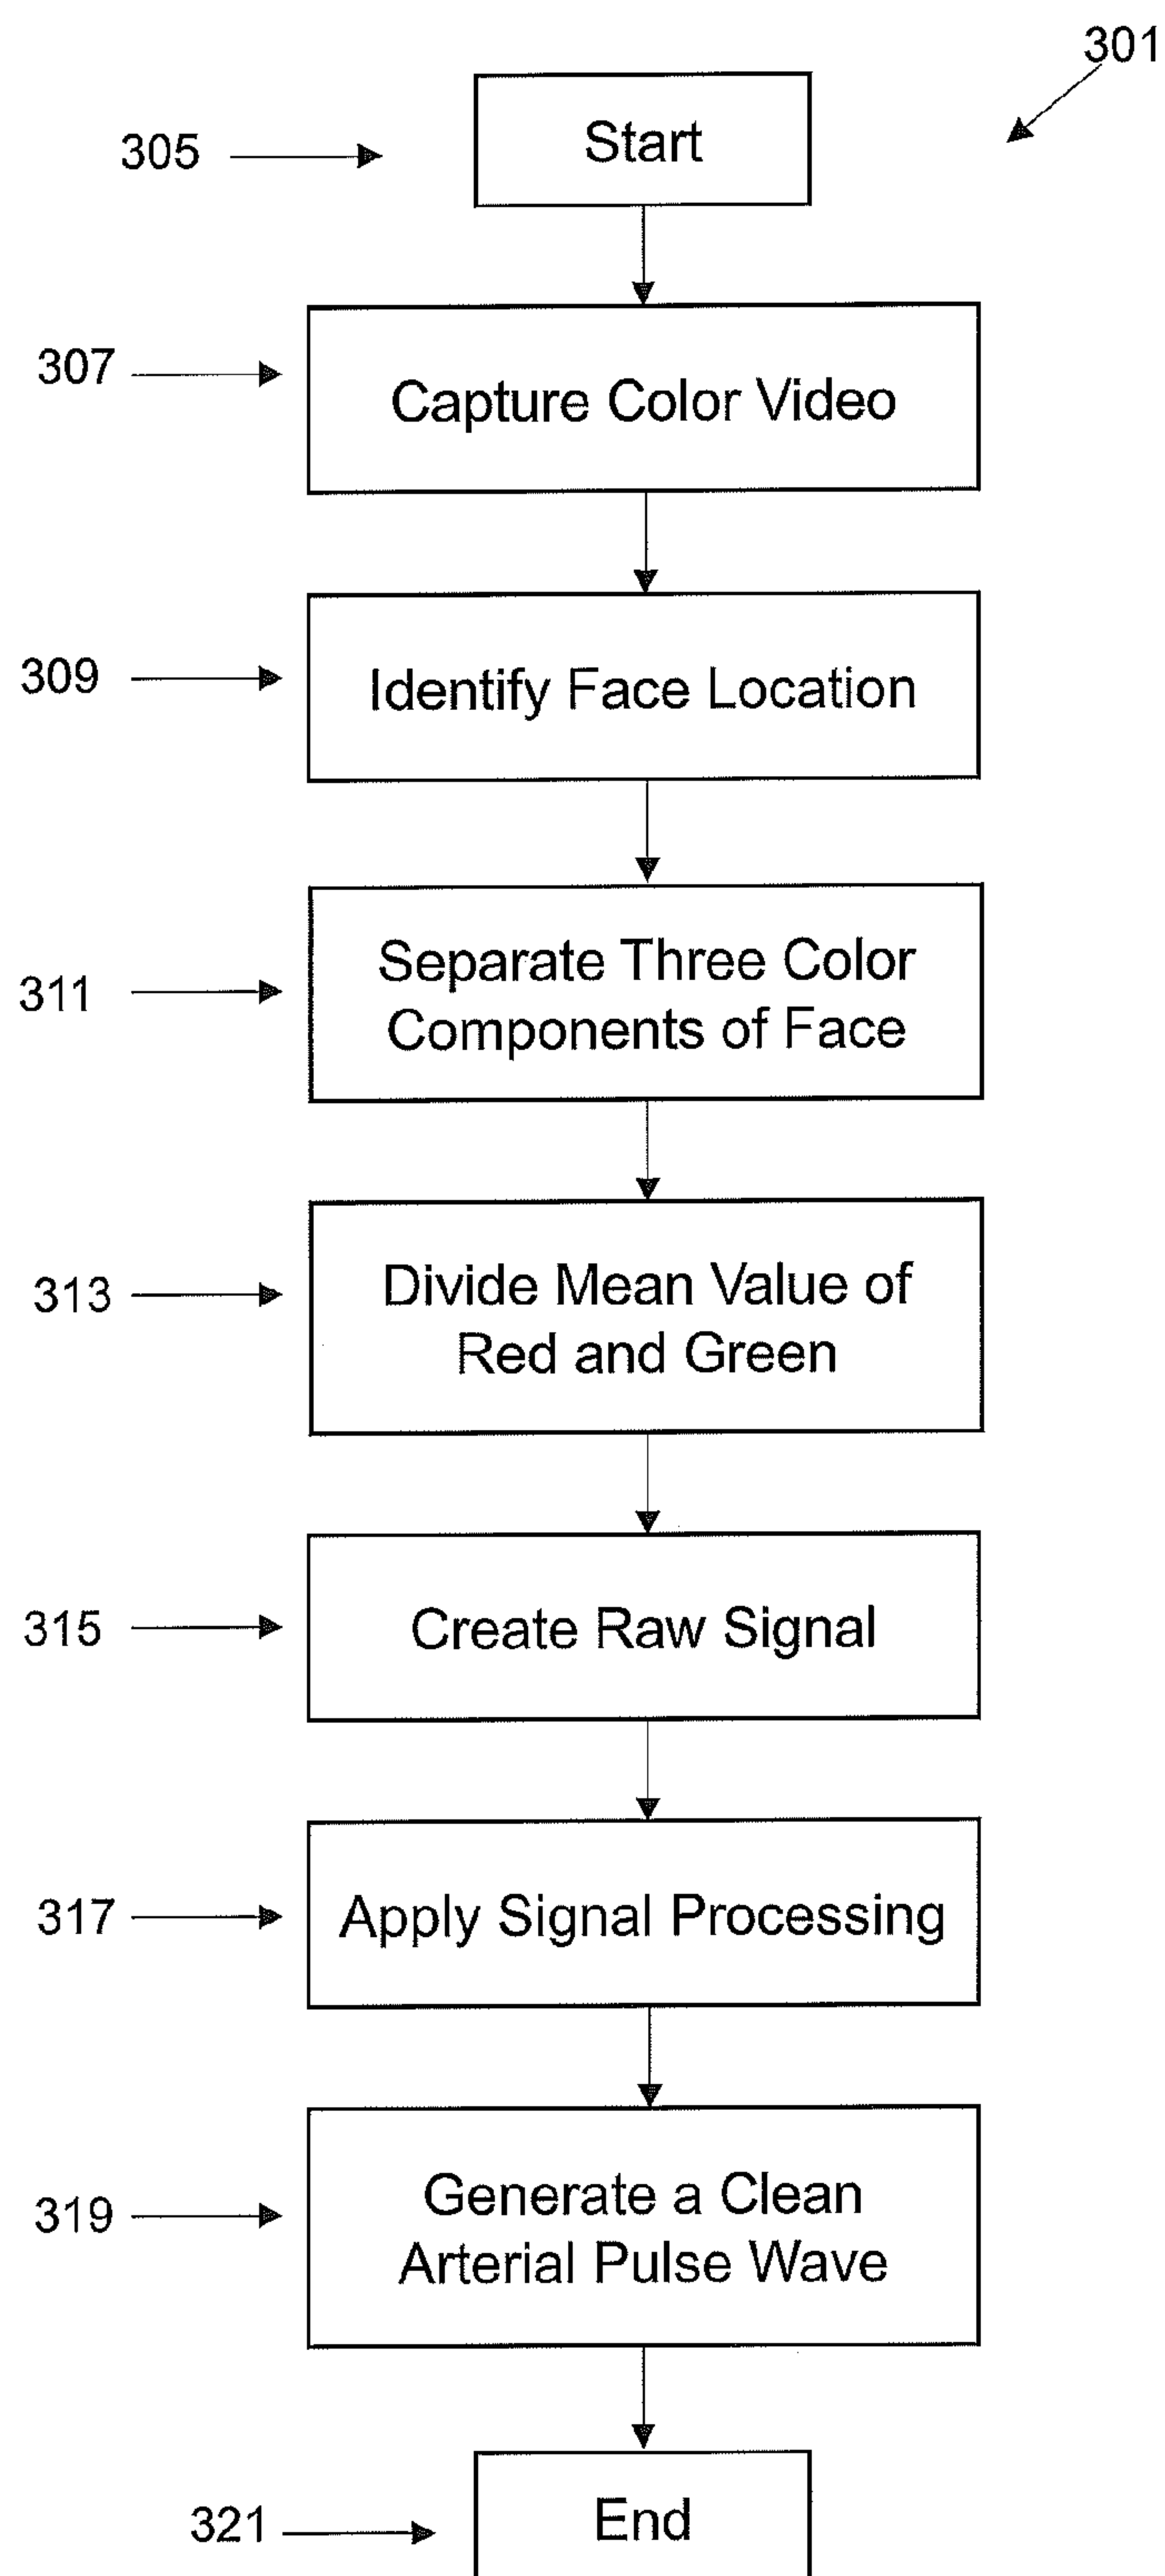 301
305
Start
307
Capture Color Video
309
Identify Face Location
311
Separate Three Color
Components of Face
313
Divide Mean Value of
Red and Green
315
Create Raw Signal
317
Apply Signal Processing
319
Generate a Clean
Arterial Pulse Wave
321
End